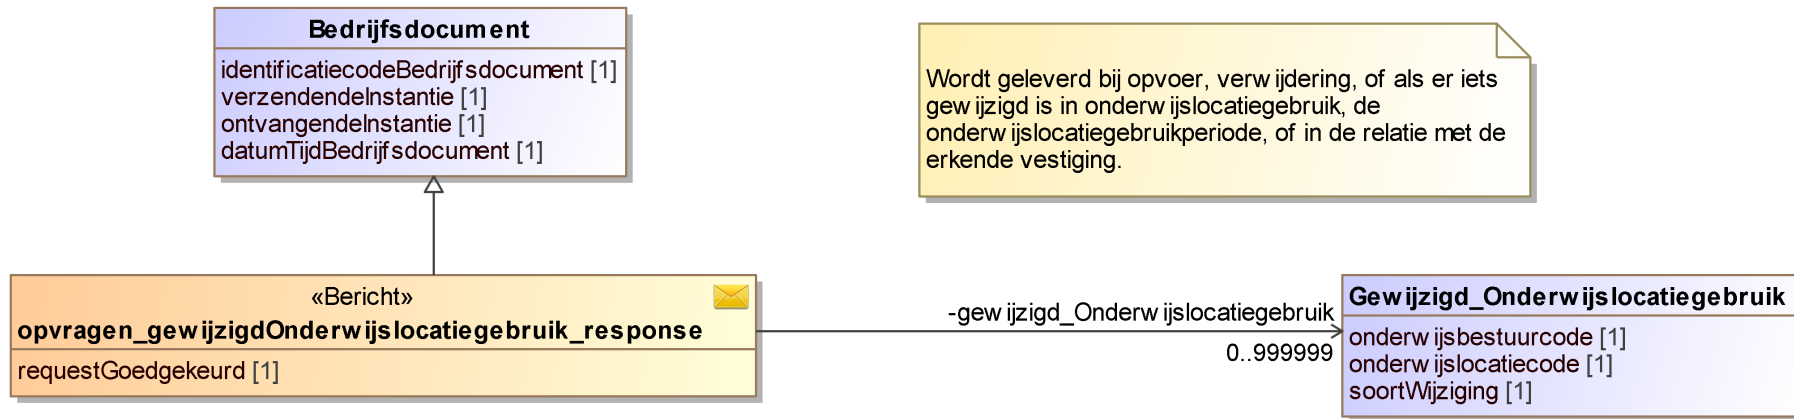 Bedrijfsdocument
identificatiecodeBedrijfsdocument [1]
verzendendeInstantie [1]
ontvangendeInstantie [1]
datumTijdBedrijfsdocument [1]
Wordt geleverd bij opvoer, verwijdering, of als er iets
gewijzigd is in onderwijslocatiegebruik, de
onderwijslocatiegebruikperiode, of in de relatie met de
erkende vestiging.
«Bericht»
opvragen_gewijzigdOnderwijslocatiegebruik_response
requestGoedgekeurd [1]
-gewijzigd_Onderwijslocatiegebruik
0..999999
Gewijzigd_Onderwijslocatiegebruik
onderwijsbestuurcode [1]
onderwijslocatiecode [1]
soortWijziging [1]